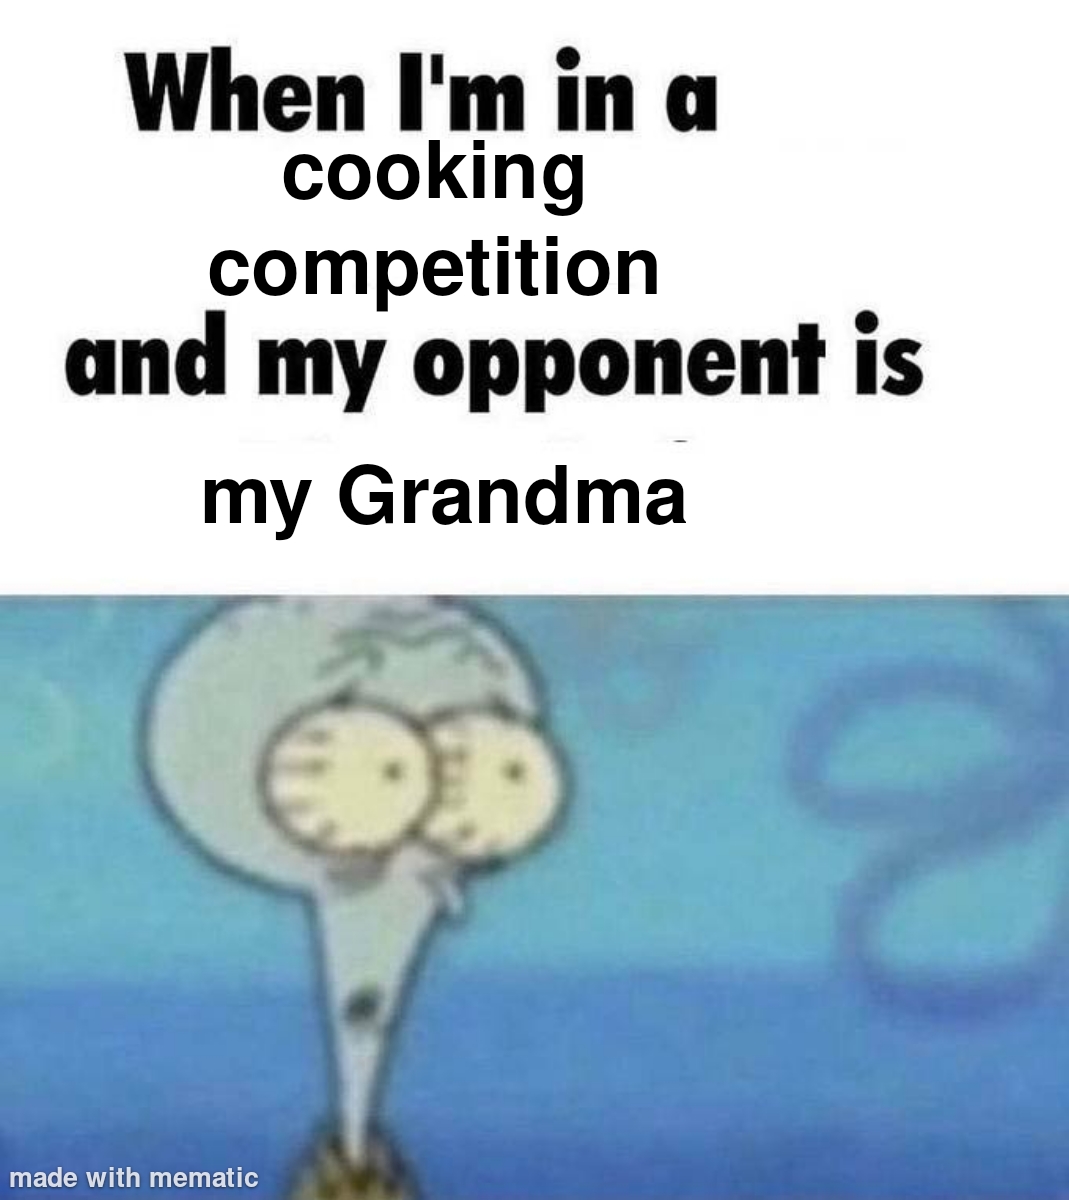 When I'm in a
cooking
competition
and my opponent is
my Grandma
made with mematic